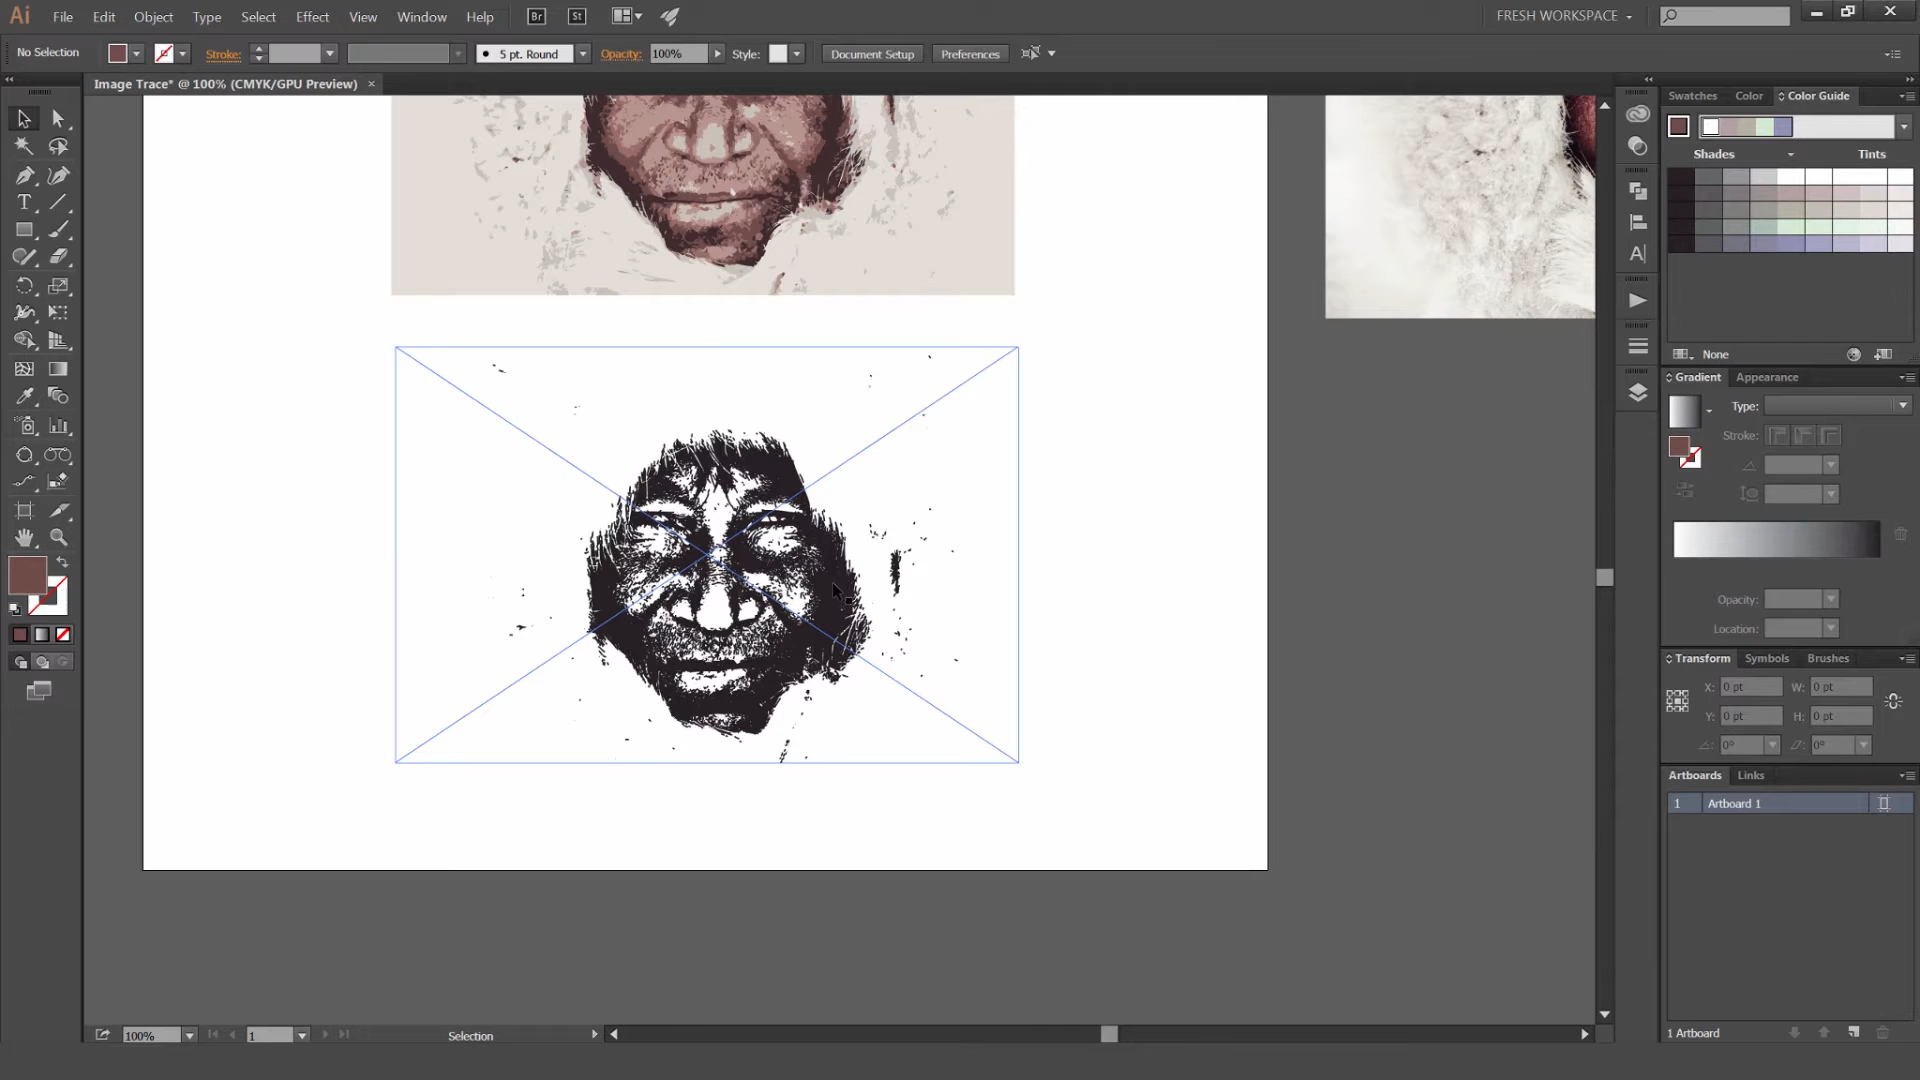 Ai File Edit Object Type Select Effect View Window Help Br St FRESH WORKSPACE
No Selection Stroke: 5 pt. Round Opacity: 100% Style: Document Setup Preferences
Image Trace* @ 100% (CMYK/GPU Preview) ×
Swatches Color Color Guide
Shades Tints
None
Gradient Appearance
Type:
Stroke:
Opacity:
Location:
Transform Symbols Brushes
X: 0 pt W: 0 pt
Y: 0 pt H: 0 pt
0° 0°
Artboards Links
1 Artboard 1
1 Artboard
100% 1 Selection